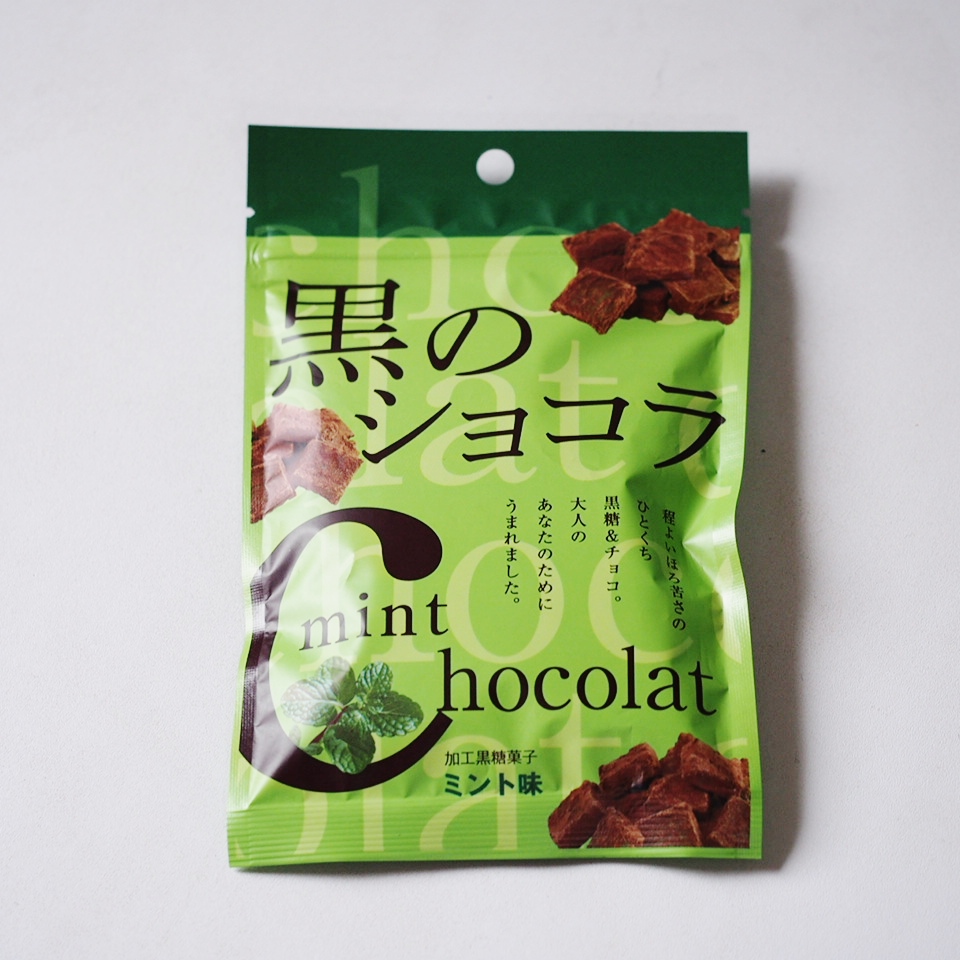 黒の
ショコラ
程よいほろ苦さの
ひとくち
黒糖&チョコ。
大人の
あなたのために
うまれました。
mint
Chocolat
加工黒糖菓子
ミント味